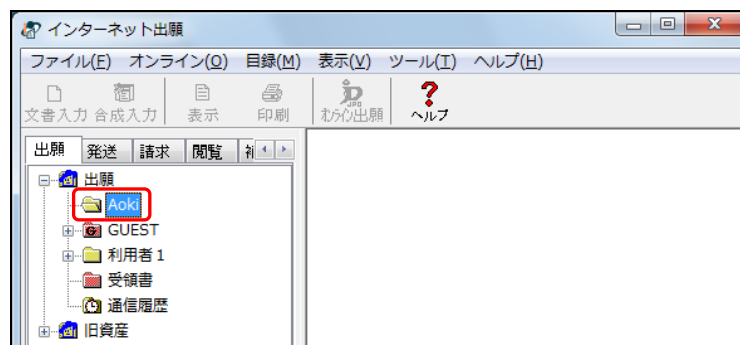 インターネット出願
ファイル(F) オンライン(O) 目録(M) 表示(V) ツール(T) ヘルプ(H)
文書入力 合成入力 表示 印刷 オンライン出願 ヘルプ
出願 発送 請求 閲覧
出願
Aoki
GUEST
利用者1
受領書
通信履歴
旧資産